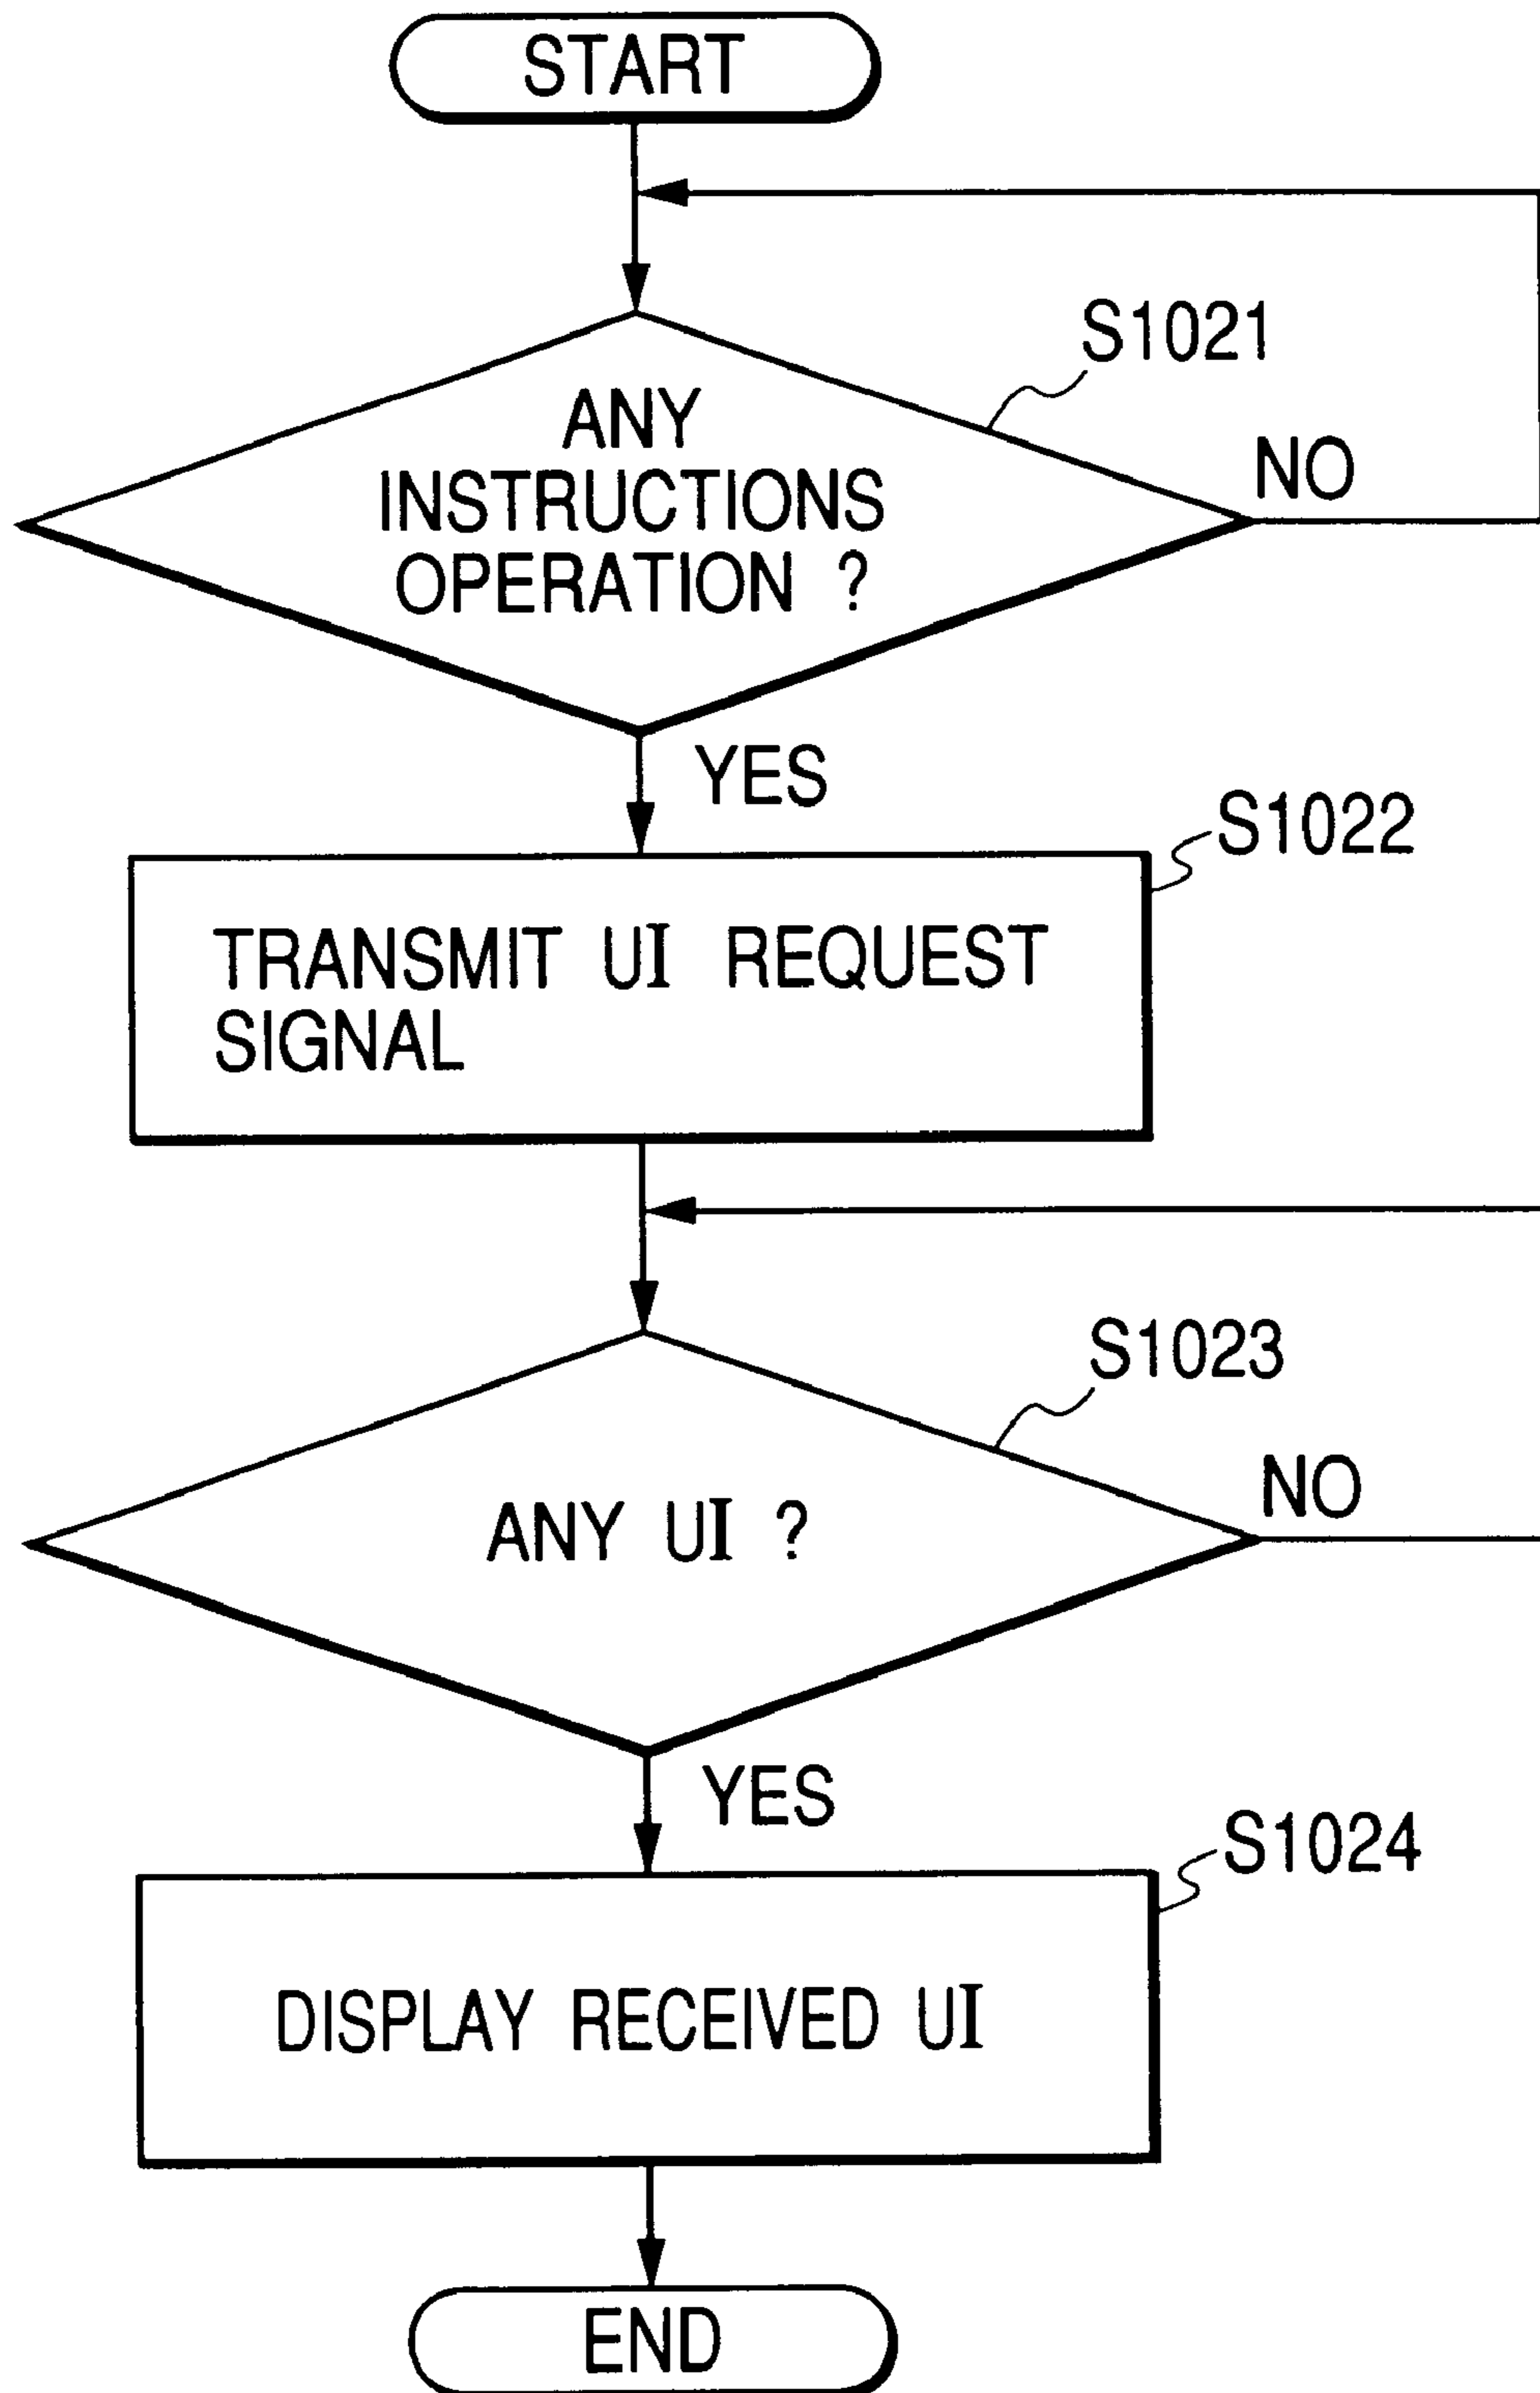 START
S1021
ANY
INSTRUCTIONS
OPERATION ?
NO
YES
S1022
TRANSMIT UI REQUEST
SIGNAL
S1023
ANY UI ?
NO
YES
S1024
DISPLAY RECEIVED UI
END